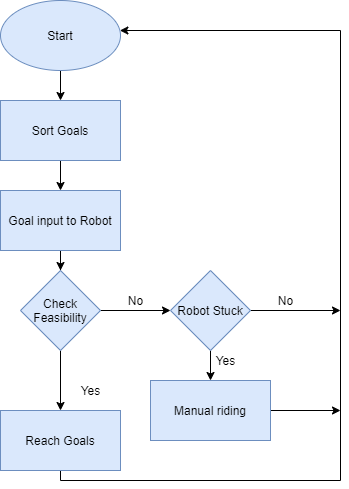 Start
Sort Goals
Goal input to Robot
Check
Feasibility
No
Robot Stuck
No
Yes
Yes
Manual riding
Reach Goals